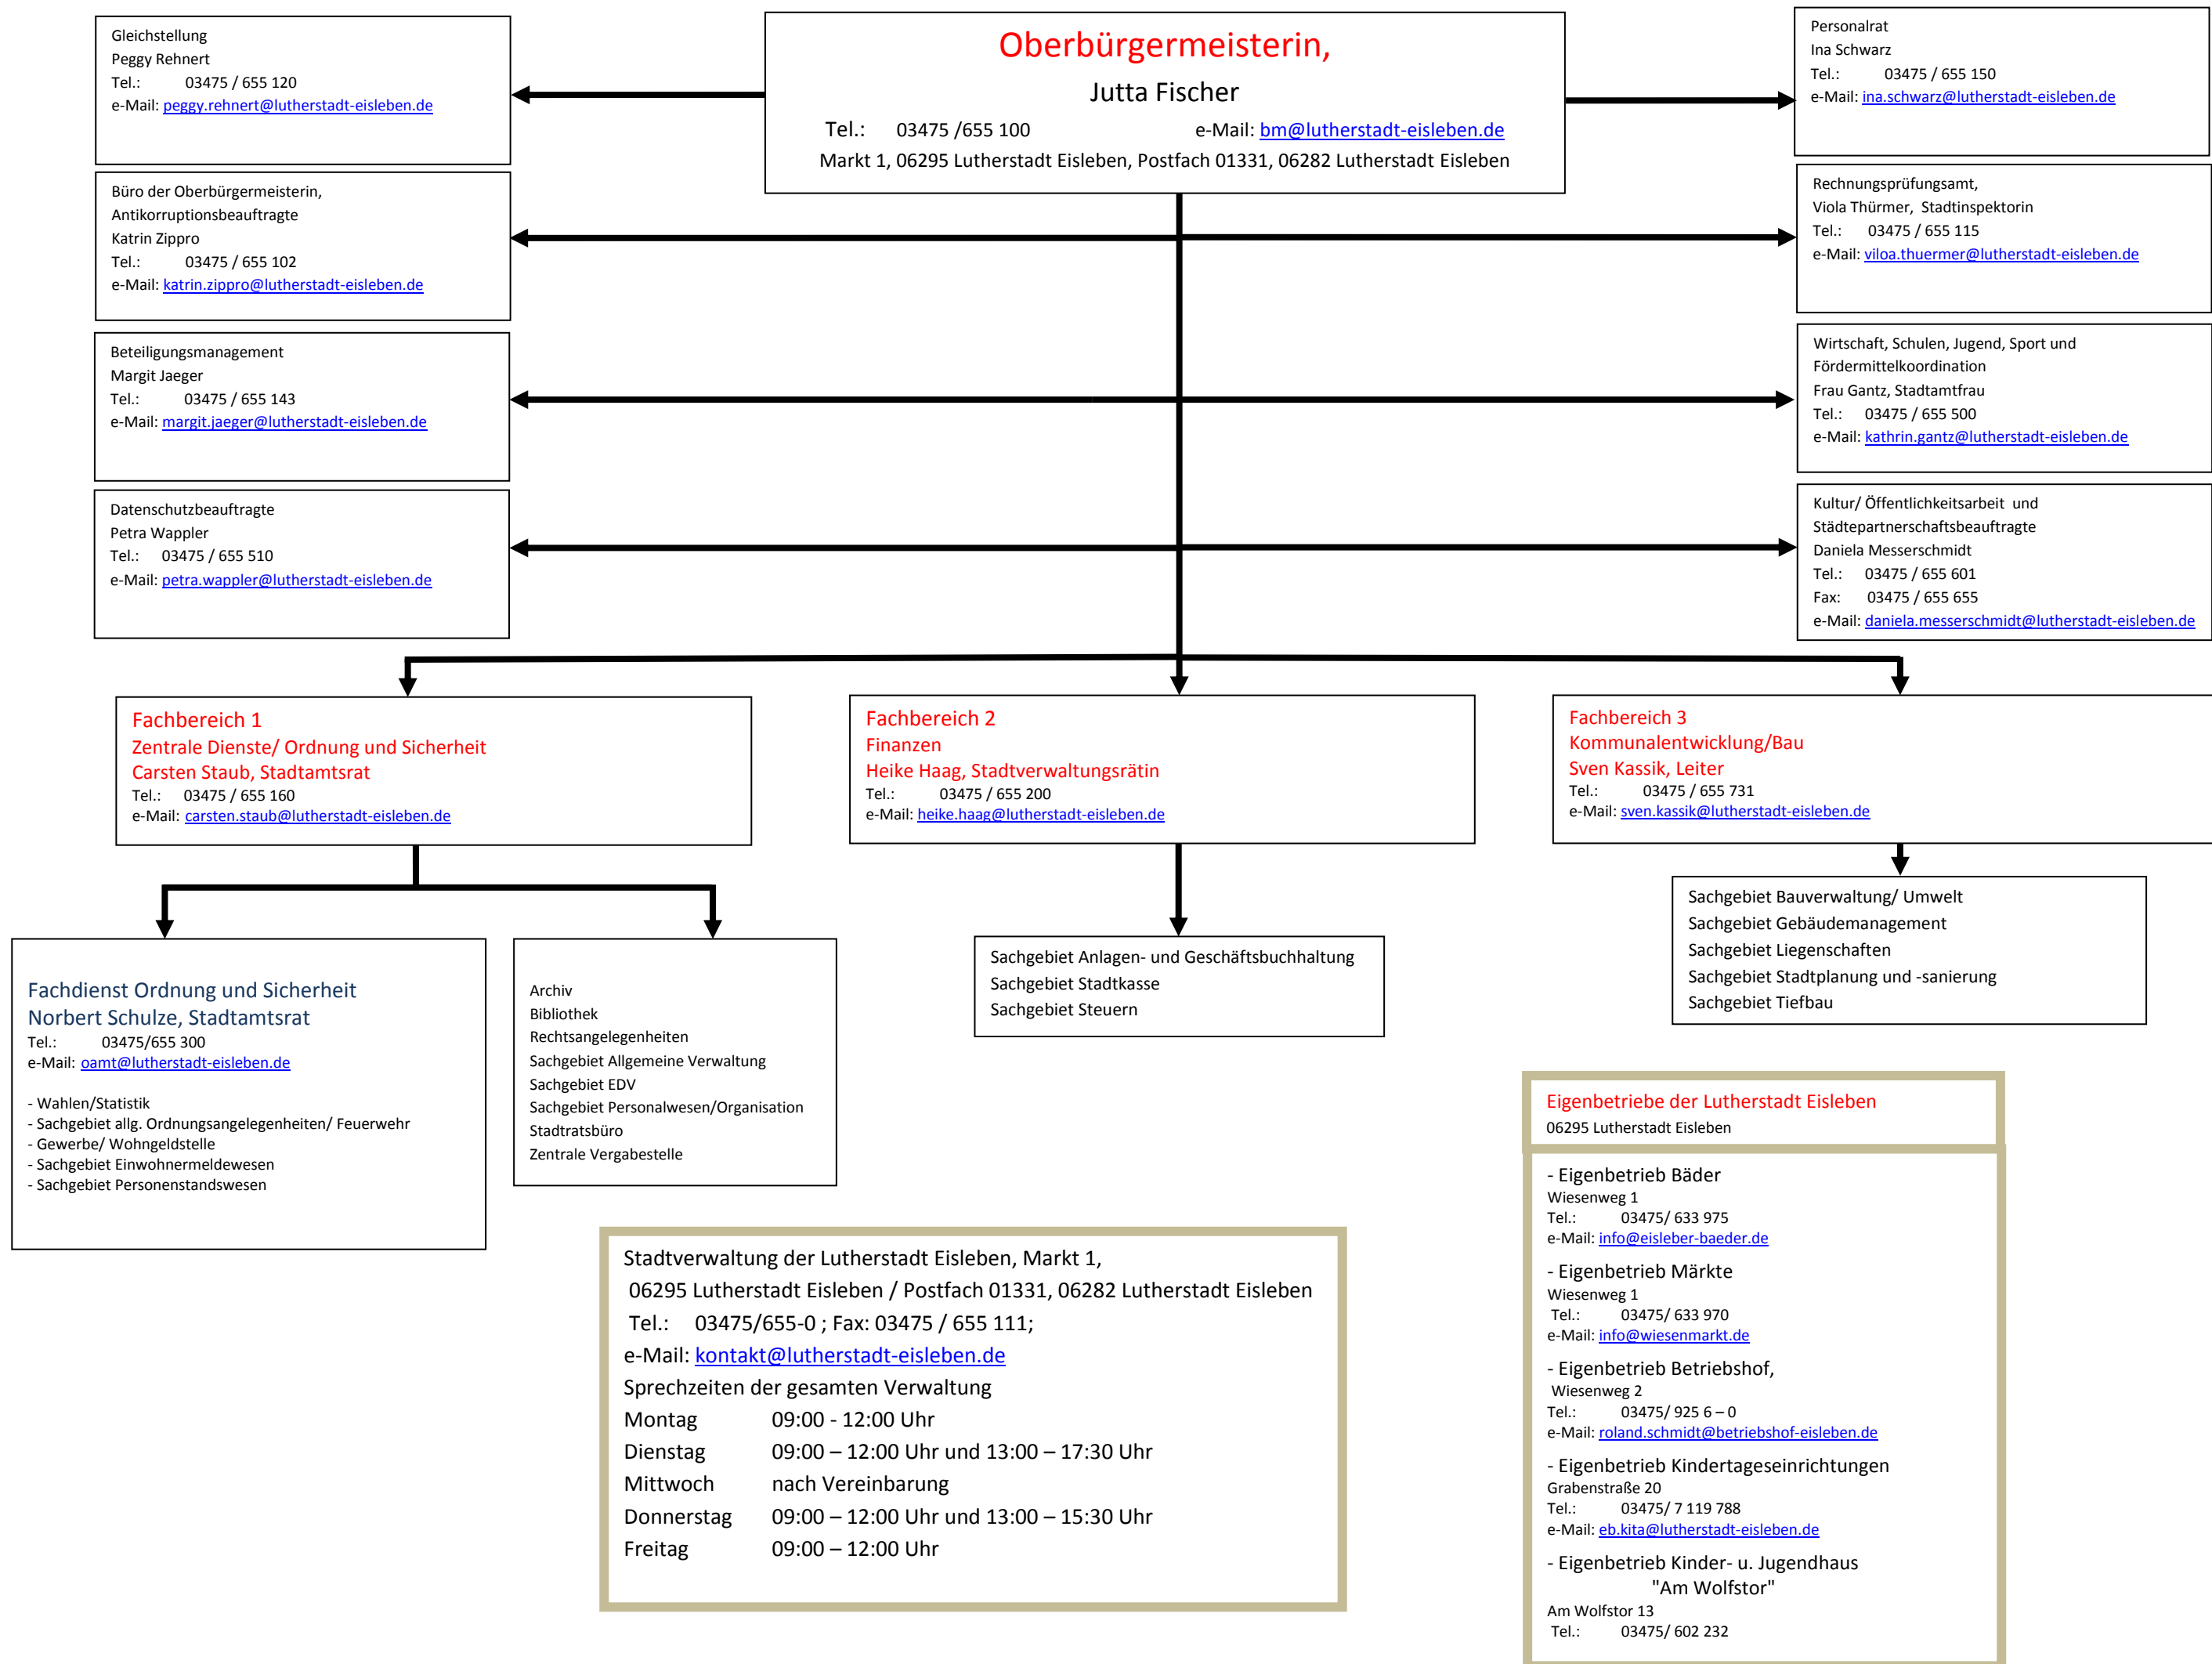 Gleichstellung
Peggy Rehnert
Tel.: 03475 / 655 120
e-Mail: peggy.rehnert@lutherstadt-eisleben.de
Oberbürgermeisterin,
Jutta Fischer
Tel.: 03475 /655 100 e-Mail: bm@lutherstadt-eisleben.de
Markt 1, 06295 Lutherstadt Eisleben, Postfach 01331, 06282 Lutherstadt Eisleben
Personalrat
Ina Schwarz
Tel.: 03475 / 655 150
e-Mail: ina.schwarz@lutherstadt-eisleben.de
Büro der Oberbürgermeisterin,
Antikorruptionsbeauftragte
Katrin Zippro
Tel.: 03475 / 655 102
e-Mail: katrin.zippro@lutherstadt-eisleben.de
Rechnungsprüfungsamt,
Viola Thürmer, Stadtinspektorin
Tel.: 03475 / 655 115
e-Mail: viloa.thuermer@lutherstadt-eisleben.de
Beteiligungsmanagement
Margit Jaeger
Tel.: 03475 / 655 143
e-Mail: margit.jaeger@lutherstadt-eisleben.de
Wirtschaft, Schulen, Jugend, Sport und
Fördermittelkoordination
Frau Gantz, Stadtamtfrau
Tel.: 03475 / 655 500
e-Mail: kathrin.gantz@lutherstadt-eisleben.de
Datenschutzbeauftragte
Petra Wappler
Tel.: 03475 / 655 510
e-Mail: petra.wappler@lutherstadt-eisleben.de
Kultur/ Öffentlichkeitsarbeit und
Städtepartnerschaftsbeauftragte
Daniela Messerschmidt
Tel.: 03475 / 655 601
Fax: 03475 / 655 655
e-Mail: daniela.messerschmidt@lutherstadt-eisleben.de
Fachbereich 1
Zentrale Dienste/ Ordnung und Sicherheit
Carsten Staub, Stadtamtsrat
Tel.: 03475 / 655 160
e-Mail: carsten.staub@lutherstadt-eisleben.de
Fachbereich 2
Finanzen
Heike Haag, Stadtverwaltungsrätin
Tel.: 03475 / 655 200
e-Mail: heike.haag@lutherstadt-eisleben.de
Fachbereich 3
Kommunalentwicklung/Bau
Sven Kassik, Leiter
Tel.: 03475 / 655 731
e-Mail: sven.kassik@lutherstadt-eisleben.de
Fachdienst Ordnung und Sicherheit
Norbert Schulze, Stadtamtsrat
Tel.: 03475/655 300
e-Mail: oamt@lutherstadt-eisleben.de
- Wahlen/Statistik
- Sachgebiet allg. Ordnungsangelegenheiten/ Feuerwehr
- Gewerbe/ Wohngeldstelle
- Sachgebiet Einwohnermeldewesen
- Sachgebiet Personenstandswesen
Archiv
Bibliothek
Rechtsangelegenheiten
Sachgebiet Allgemeine Verwaltung
Sachgebiet EDV
Sachgebiet Personalwesen/Organisation
Stadtratsbüro
Zentrale Vergabestelle
Sachgebiet Anlagen- und Geschäftsbuchhaltung
Sachgebiet Stadtkasse
Sachgebiet Steuern
Sachgebiet Bauverwaltung/ Umwelt
Sachgebiet Gebäudemanagement
Sachgebiet Liegenschaften
Sachgebiet Stadtplanung und -sanierung
Sachgebiet Tiefbau
Stadtverwaltung der Lutherstadt Eisleben, Markt 1,
06295 Lutherstadt Eisleben / Postfach 01331, 06282 Lutherstadt Eisleben
Tel.: 03475/655-0 ; Fax: 03475 / 655 111;
e-Mail: kontakt@lutherstadt-eisleben.de
Sprechzeiten der gesamten Verwaltung
Montag 09:00 - 12:00 Uhr
Dienstag 09:00 – 12:00 Uhr und 13:00 – 17:30 Uhr
Mittwoch nach Vereinbarung
Donnerstag 09:00 – 12:00 Uhr und 13:00 – 15:30 Uhr
Freitag 09:00 – 12:00 Uhr
Eigenbetriebe der Lutherstadt Eisleben
06295 Lutherstadt Eisleben
- Eigenbetrieb Bäder
Wiesenweg 1
Tel.: 03475/ 633 975
e-Mail: info@eisleber-baeder.de
- Eigenbetrieb Märkte
Wiesenweg 1
Tel.: 03475/ 633 970
e-Mail: info@wiesenmarkt.de
- Eigenbetrieb Betriebshof,
Wiesenweg 2
Tel.: 03475/ 925 6 – 0
e-Mail: roland.schmidt@betriebshof-eisleben.de
- Eigenbetrieb Kindertageseinrichtungen
Grabenstraße 20
Tel.: 03475/ 7 119 788
e-Mail: eb.kita@lutherstadt-eisleben.de
- Eigenbetrieb Kinder- u. Jugendhaus
"Am Wolfstor"
Am Wolfstor 13
Tel.: 03475/ 602 232